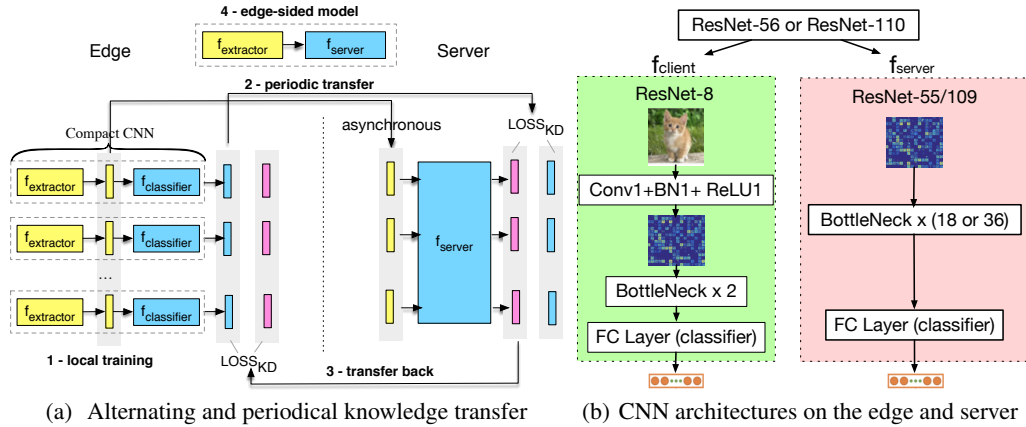 4 - edge-sided model
Edge
f_extractor
f_server
Server
2 - periodic transfer
Compact CNN
asynchronous
LOSS_KD
f_extractor
f_classifier
f_extractor
f_classifier
...
f_extractor
f_classifier
f_server
1 - local training
LOSS_KD
3 - transfer back
(a) Alternating and periodical knowledge transfer
ResNet-56 or ResNet-110
f_client
f_server
ResNet-8
Conv1+BN1+ ReLU1
BottleNeck x 2
FC Layer (classifier)
ResNet-55/109
BottleNeck x (18 or 36)
FC Layer (classifier)
(b) CNN architectures on the edge and server